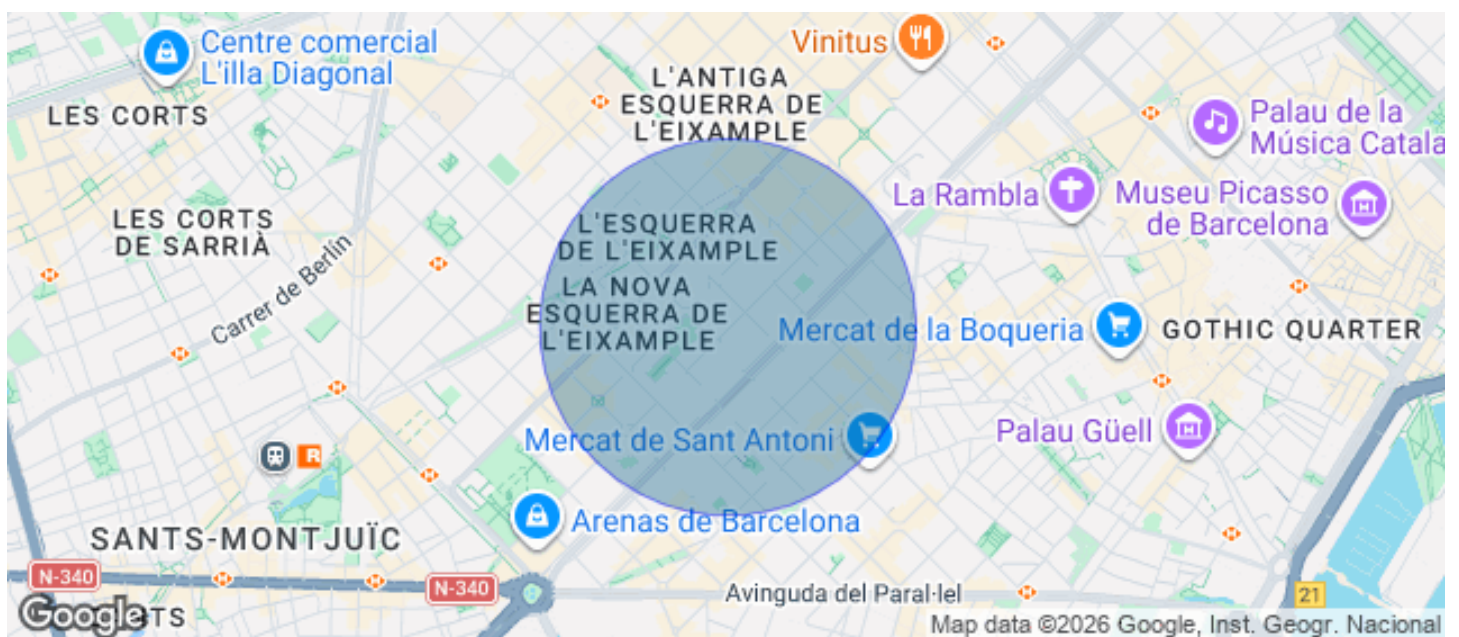 Centre comercial
L'illa Diagonal
Vinitus
L'ANTIGA
ESQUERRA DE
L'EIXAMPLE
LES CORTS
Palau de la
Música Catala
La Rambla
Museu Picasso
de Barcelona
LES CORTS
DE SARRIÀ
L'ESQUERRA
DE L'EIXAMPLE
Carrer de Berlín
LA NOVA
ESQUERRA DE
L'EIXAMPLE
Mercat de la Boqueria
GOTHIC QUARTER
Mercat de Sant Antoni
Palau Güell
R
Arenas de Barcelona
SANTS-MONTJUÏC
N-340
N-340
Avinguda del Paral·lel
21
Google
Map data ©2026 Google, Inst. Geogr. Nacional